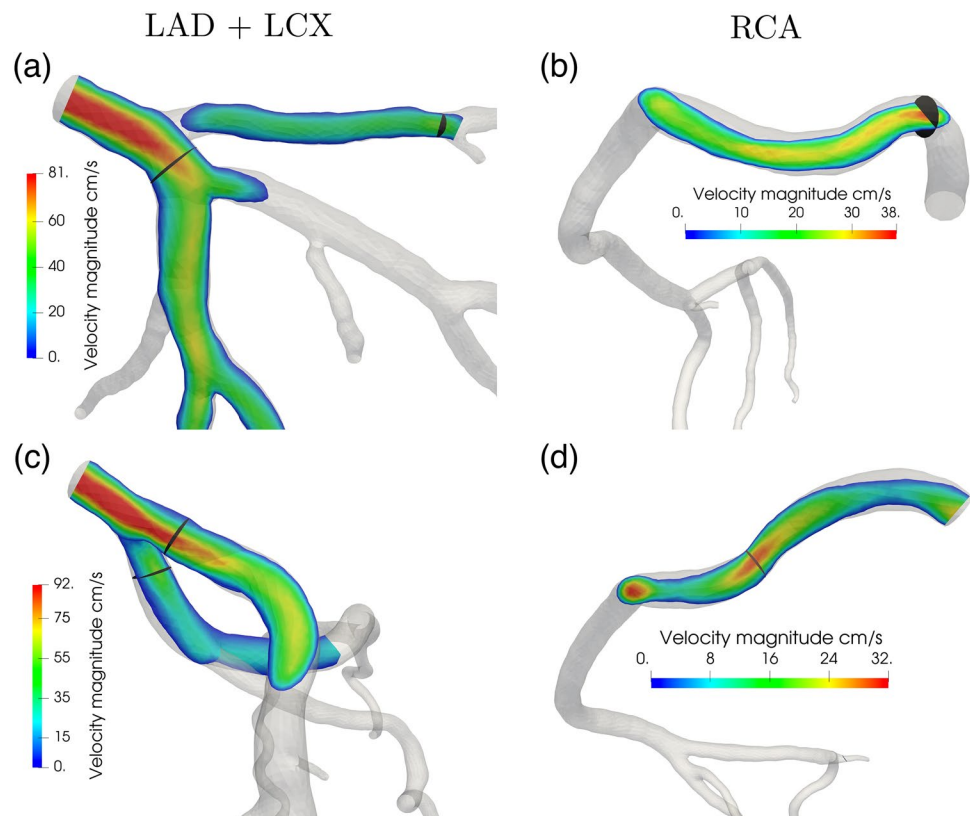 LAD + LCX
RCA
(a)
(b)
81.
60
40
20
0.
Velocity magnitude cm/s
Velocity magnitude cm/s
0. 10 20 30 38.
(c)
(d)
92.
75
55
35
15
0.
Velocity magnitude cm/s
Velocity magnitude cm/s
0. 8 16 24 32.